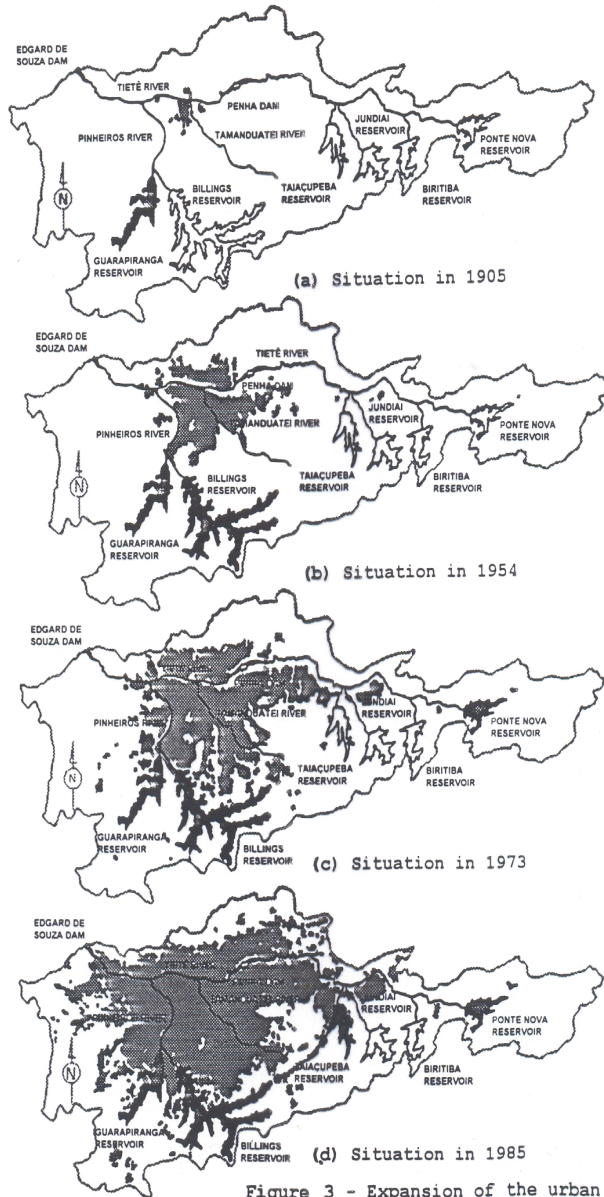 EDGARD DE
SOUZA DAM
TIETÊ RIVER
PENHA DAM
JUNDIAI
RESERVOIR
PONTE NOVA
RESERVOIR
PINHEIROS RIVER
TAMANDUATEI RIVER
BILLINGS
RESERVOIR
TAIAÇUPEBA
RESERVOIR
BIRITIBA
RESERVOIR
N
GUARAPIRANGA
RESERVOIR
(a) Situation in 1905
EDGARD DE
SOUZA DAM
TIETÊ RIVER
PENHA DAM
JUNDIAI
RESERVOIR
PONTE NOVA
RESERVOIR
PINHEIROS RIVER
TAMANDUATEI RIVER
BILLINGS
RESERVOIR
TAIAÇUPEBA
RESERVOIR
BIRITIBA
RESERVOIR
N
GUARAPIRANGA
RESERVOIR
(b) Situation in 1954
EDGARD DE
SOUZA DAM
PINHEIROS RIVER
RIVER
JUNDIAI
RESERVOIR
PONTE NOVA
RESERVOIR
TAIAÇUPEBA
RESERVOIR
BIRITIBA
RESERVOIR
N
GUARAPIRANGA
RESERVOIR
BILLINGS
RESERVOIR
(c) Situation in 1973
EDGARD DE
SOUZA DAM
RIVER
JUNDIAI
RESERVOIR
PONTE NOVA
RESERVOIR
TAIAÇUPEBA
RESERVOIR
BIRITIBA
RESERVOIR
N
GUARAPIRANGA
RESERVOIR
BILLINGS
RESERVOIR
(d) Situation in 1985
Figure 3 - Expansion of the urban